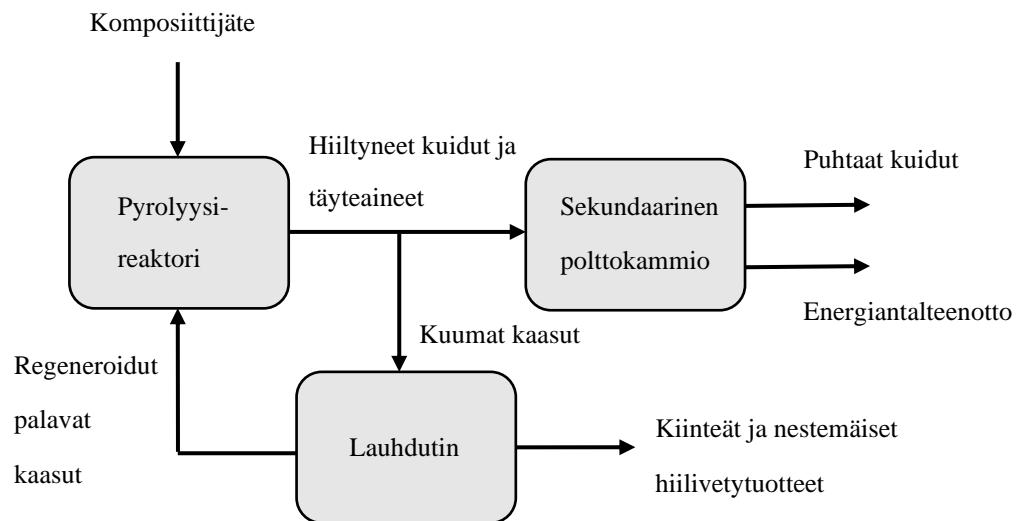 Komposiittijäte
Hiiltyneet kuidut ja
täyteaineet
Puhtaat kuidut
Pyrolyysi-
reaktori
Sekundaarinen
polttokammio
Energiantalteenotto
Kuumat kaasut
Regeneroidut
palavat
kaasut
Lauhdutin
Kiinteät ja nestemäiset
hiilivetytuotteet